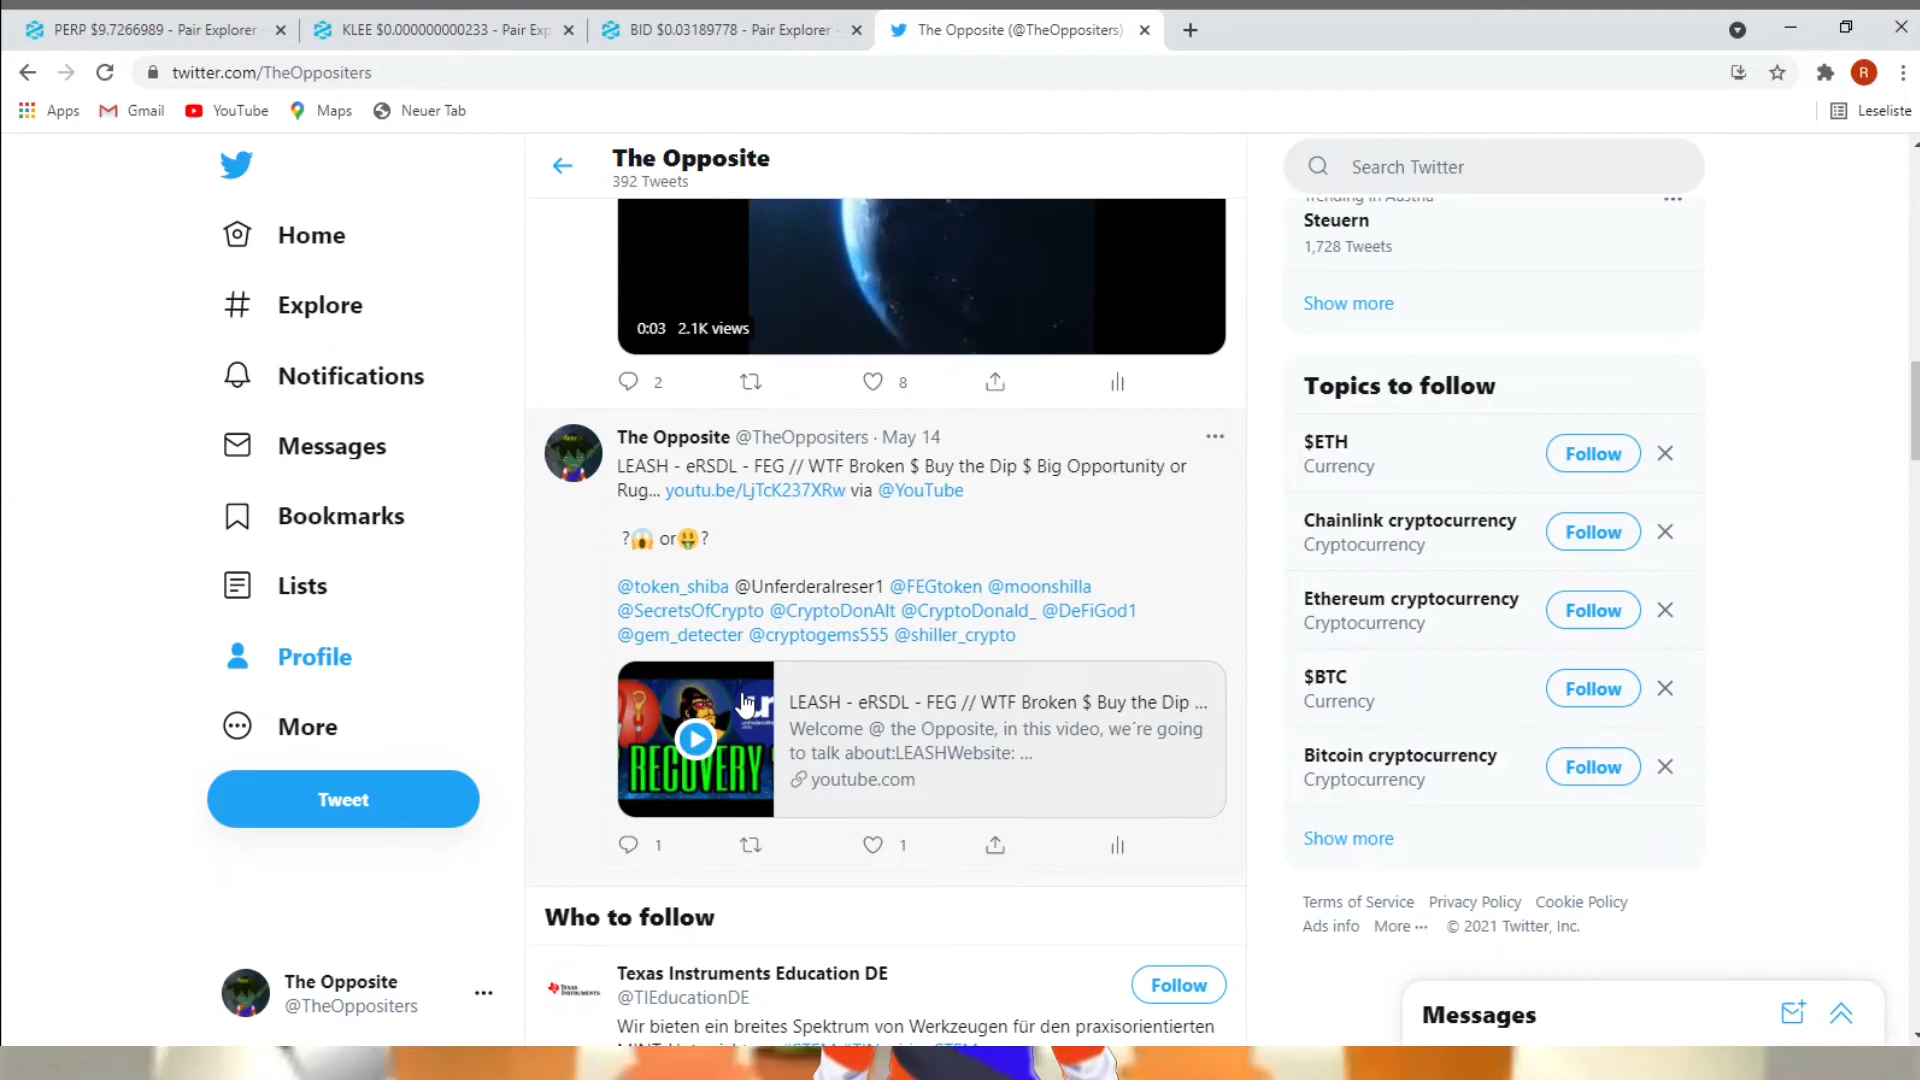 PERP $9.7266989 - Pair Explorer
KLEE $0.000000000233 - Pair Exp
BID $0.03189778 - Pair Explorer
The Opposite (@TheOppositers)
twitter.com/TheOppositers
R
Apps
Gmail
YouTube
Maps
Neuer Tab
Leseliste
Home
Explore
Notifications
Messages
Bookmarks
Lists
Profile
More
Tweet
The Opposite
@TheOppositers
The Opposite
392 Tweets
0:03 2.1K views
2
8
The Opposite @TheOppositers · May 14
LEASH - eRSDL - FEG // WTF Broken $ Buy the Dip $ Big Opportunity or
Rug... youtu.be/LjTcK237XRw via @YouTube
?😱 or🤑?
@token_shiba @Unferderalreser1 @FEGtoken @moonshilla
@SecretsOfCrypto @CryptoDonAlt @CryptoDonald_ @DeFiGod1
@gem_detecter @cryptogems555 @shiller_crypto
RECOVERY
LEASH - eRSDL - FEG // WTF Broken $ Buy the Dip ...
Welcome @ the Opposite, in this video, we´re going
to talk about:LEASHWebsite: ...
youtube.com
1
1
Who to follow
TEXAS INSTRUMENTS
Texas Instruments Education DE
@TIEducationDE
Follow
Wir bieten ein breites Spektrum von Werkzeugen für den praxisorientierten
Search Twitter
Trending in Austria
Steuern
1,728 Tweets
Show more
Topics to follow
$ETH
Currency
Follow
Chainlink cryptocurrency
Cryptocurrency
Follow
Ethereum cryptocurrency
Cryptocurrency
Follow
$BTC
Currency
Follow
Bitcoin cryptocurrency
Cryptocurrency
Follow
Show more
Terms of Service Privacy Policy Cookie Policy
Ads info More ··· © 2021 Twitter, Inc.
Messages